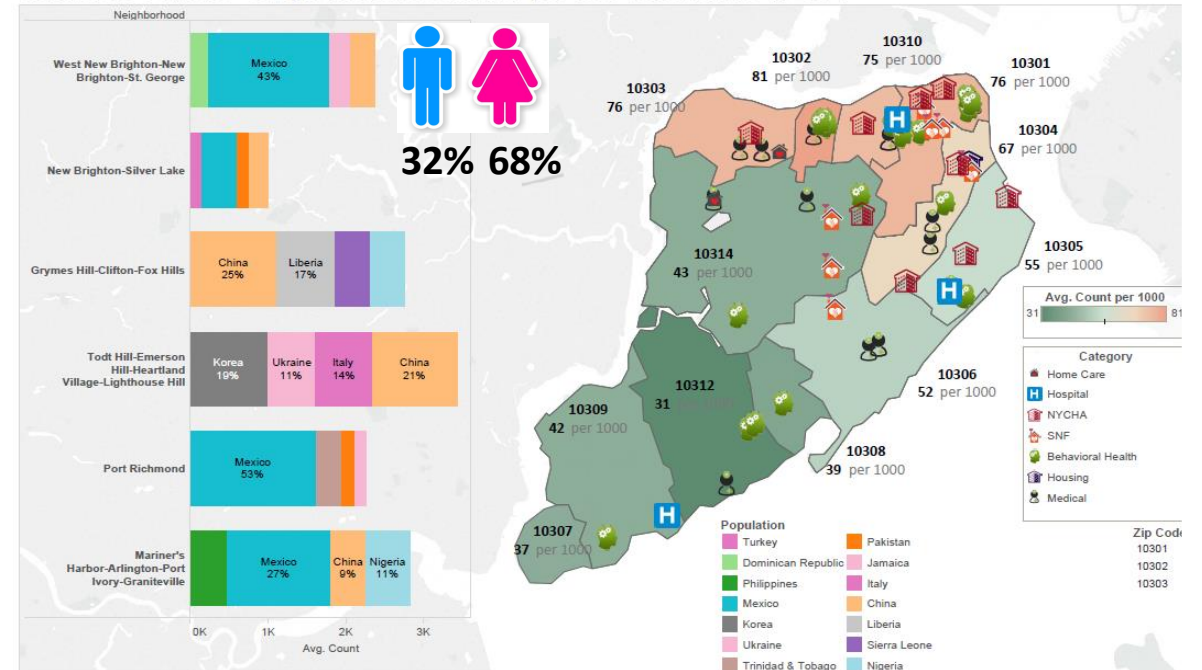 Neighborhood
West New Brighton-New
Brighton-St. George
Mexico
43%
32% 68%
New Brighton-Silver Lake
Grymes Hill-Clifton-Fox Hills
China
25%
Liberia
17%
Todt Hill-Emerson
Hill-Heartland
Village-Lighthouse Hill
Korea
19%
Ukraine
11%
Italy
14%
China
21%
Port Richmond
Mexico
53%
Mariner's
Harbor-Arlington-Port
Ivory-Graniteville
Mexico
27%
China
9%
Nigeria
11%
0K 1K 2K 3K
Avg. Count
10303
76 per 1000
10302
81 per 1000
10310
75 per 1000
10301
76 per 1000
10304
67 per 1000
H
10314
43 per 1000
10305
55 per 1000
H
10306
52 per 1000
10312
31 per 1000
10309
42 per 1000
10308
39 per 1000
H
10307
37 per 1000
Avg. Count per 1000
31 81
Category
Home Care
H Hospital
NYCHA
SNF
Behavioral Health
Housing
Medical
Population
Turkey
Dominican Republic
Philippines
Mexico
Korea
Ukraine
Trinidad & Tobago
Pakistan
Jamaica
Italy
China
Liberia
Sierra Leone
Nigeria
Zip Code
10301
10302
10303